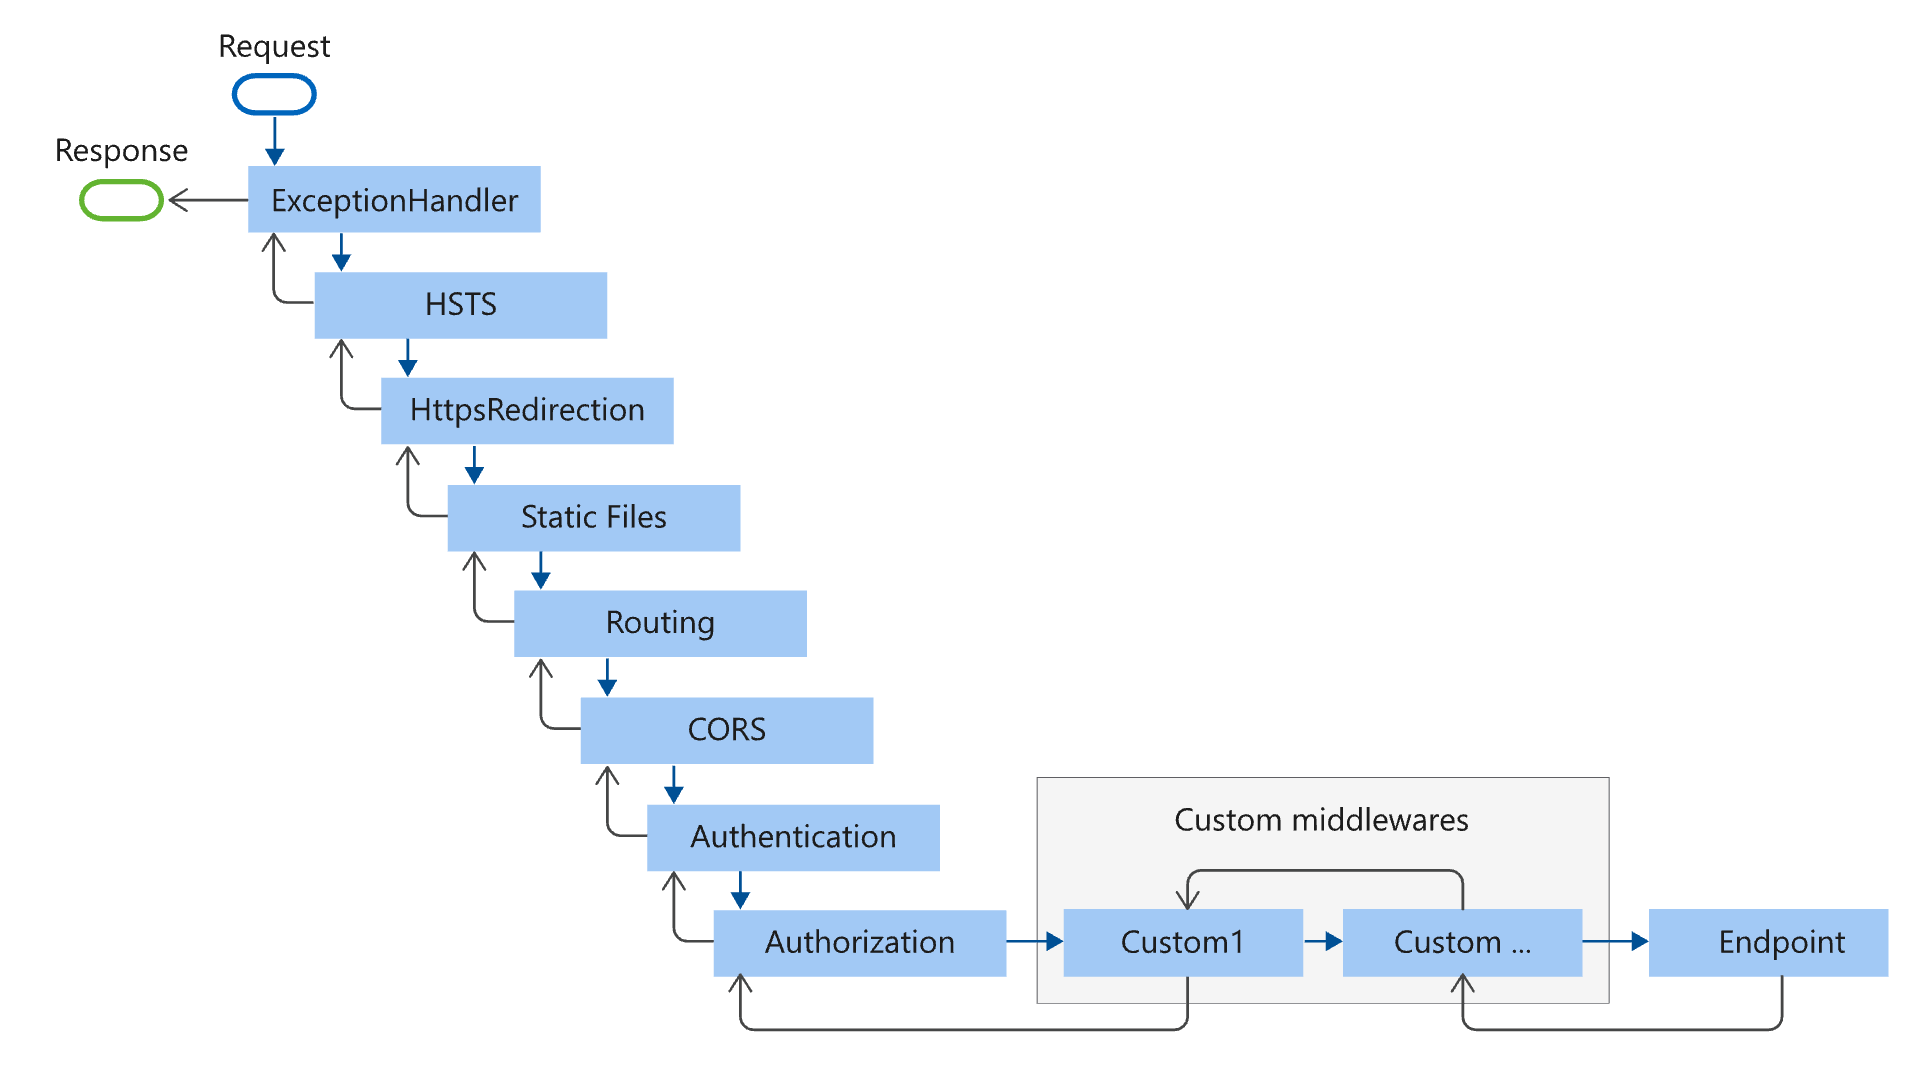 Request
Response
ExceptionHandler
HSTS
HttpsRedirection
Static Files
Routing
CORS
Authentication
Custom middlewares
Authorization
Custom1
Custom ...
Endpoint